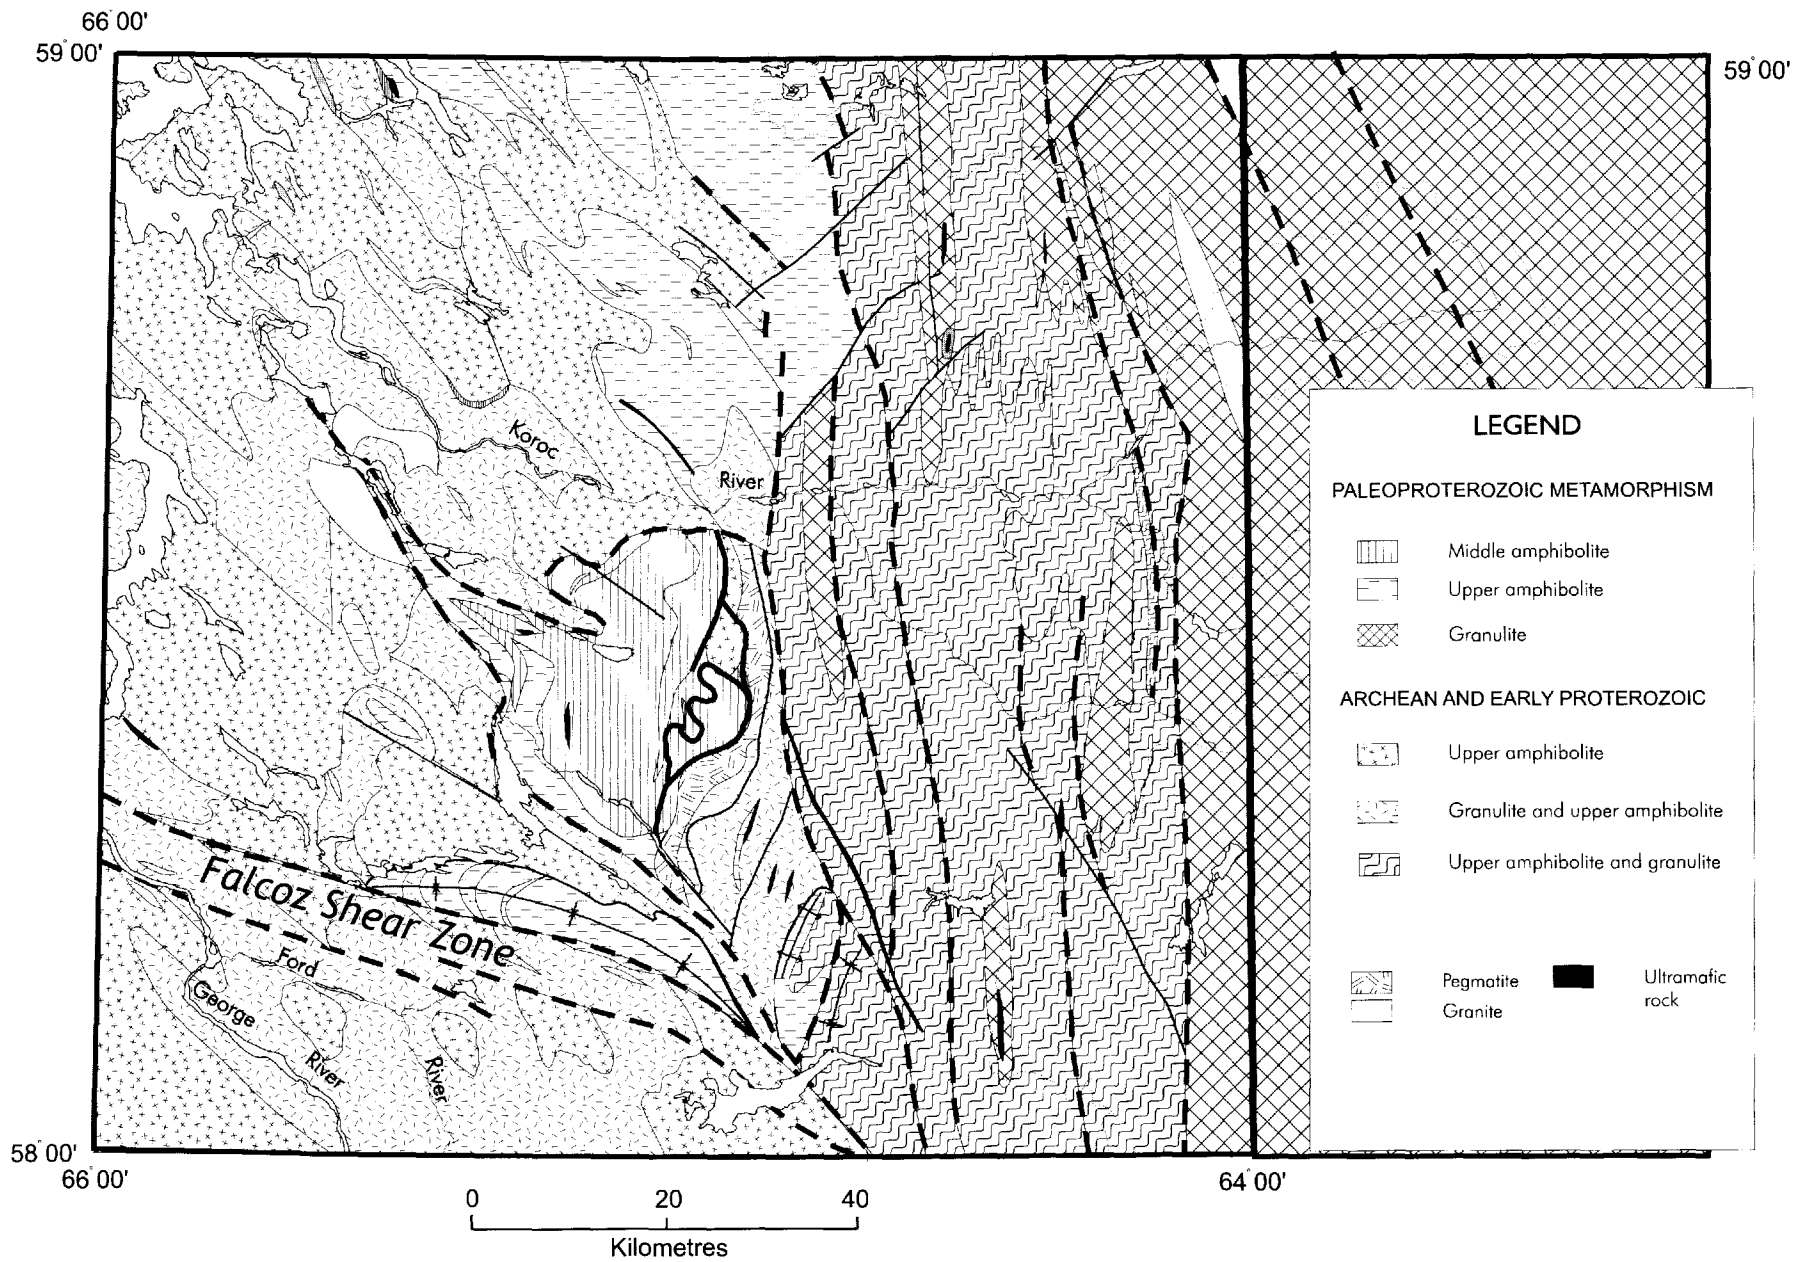 66°00'
59°00'
59°00'
Koroc
River
Falcoz Shear Zone
Ford
George
River
River
58°00'
66°00'
64°00'
0 20 40
Kilometres
LEGEND
PALEOPROTEROZOIC METAMORPHISM
Middle amphibolite
Upper amphibolite
Granulite
ARCHEAN AND EARLY PROTEROZOIC
Upper amphibolite
Granulite and upper amphibolite
Upper amphibolite and granulite
Pegmatite
Granite
Ultramafic
rock